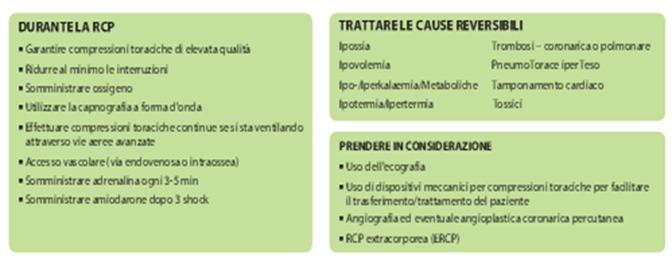 DURANTE LA RCP
▪ Garantire compressioni toraciche di elevata qualità
▪ Ridurre al minimo le interruzioni
▪ Somministrare ossigeno
▪ Utilizzare la capnografia a forma d'onda
▪ Effettuare compressioni toraciche continue se si sta ventilando
attraverso vie aeree avanzate
▪ Accesso vascolare (via endovenosa o intraossea)
▪ Somministrare adrenalina ogni 3-5 min
▪ Somministrare amiodarone dopo 3 shock
TRATTARE LE CAUSE REVERSIBILI
Ipossia Trombosi – coronarica o polmonare
Ipovolemia PneumoTorace iperTeso
Ipo-/Iperkalaemia/Metaboliche Tamponamento cardiaco
Ipotermia/Ipertermia Tossici
PRENDERE IN CONSIDERAZIONE
▪ Uso dell'ecografia
▪ Uso di dispositivi meccanici per compressioni toraciche per facilitare
il trasferimento/trattamento del paziente
▪ Angiografia ed eventuale angioplastica coronarica percutanea
▪ RCP extracorporea (ERCP)